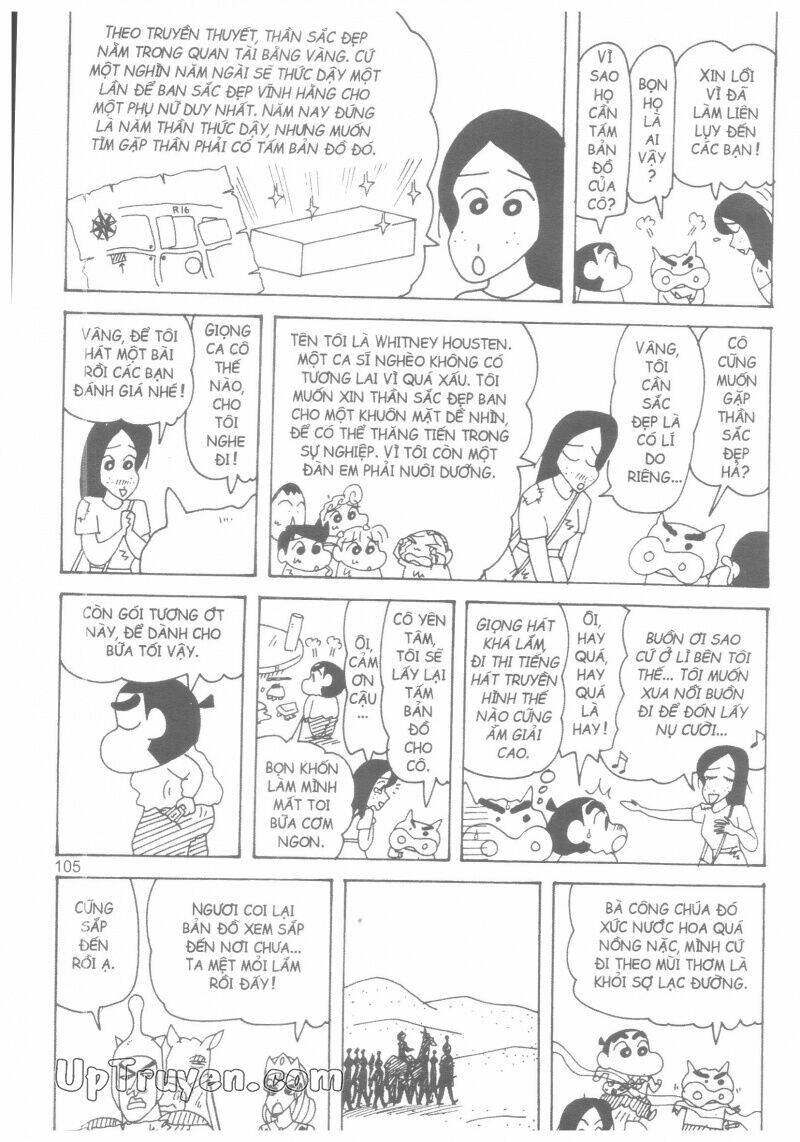 XIN LỖI
VÌ ĐÃ
LÀM LIÊN
LỤY ĐẾN
CÁC BẠN!
BỌN
HỌ
LÀ
AI
VẬY?
VÌ
SAO
HỌ
CẦN
TẤM
BẢN
ĐỒ
CỦA
CÔ?
THEO TRUYỀN THUYẾT, THẦN SẮC ĐẸP
NẰM TRONG QUAN TÀI BẰNG VÀNG. CỨ
MỘT NGHÌN NĂM NGÀI SẼ THỨC DẬY MỘT
LẦN ĐỂ BAN SẮC ĐẸP VĨNH HẰNG CHO
MỘT PHỤ NỮ DUY NHẤT. NĂM NAY ĐÚNG
LÀ NĂM THẦN THỨC DẬY, NHƯNG MUỐN
TÌM GẶP THẦN PHẢI CÓ TẤM BẢN ĐỒ ĐÓ.
R16
CÔ
CŨNG
MUỐN
GẶP
THẦN
SẮC
ĐẸP
HẢ?
VÂNG,
TÔI
CẦN
SẮC
ĐẸP LÀ
CÓ LÍ
DO
RIÊNG...
TÊN TÔI LÀ WHITNEY HOUSTEN.
MỘT CA SĨ NGHÈO KHÔNG CÓ
TƯƠNG LAI VÌ QUÁ XẤU. TÔI
MUỐN XIN THẦN SẮC ĐẸP BAN
CHO MỘT KHUÔN MẶT DỄ NHÌN,
ĐỂ CÓ THỂ THĂNG TIẾN TRONG
SỰ NGHIỆP. VÌ TÔI CÒN MỘT
ĐÀN EM PHẢI NUÔI DƯỠNG.
GIỌNG
CA CÔ
THẾ
NÀO,
CHO
TÔI
NGHE
ĐI!
VÂNG, ĐỂ TÔI
HÁT MỘT BÀI
RỒI CÁC BẠN
ĐÁNH GIÁ NHÉ!
BUỒN ƠI SAO
CỨ Ở LÌ BÊN TÔI
THẾ... TÔI MUỐN
XUA NỖI BUỒN
ĐI ĐỂ ĐÓN LẤY
NỤ CƯỜI...
ÔI,
HAY
QUÁ,
HAY
QUÁ
LÀ
HAY!
GIỌNG HÁT
KHÁ LẮM,
ĐI THI TIẾNG
HÁT TRUYỀN
HÌNH THẾ
NÀO CŨNG
ẴM GIẢI
CAO.
CÔ YÊN
TÂM,
TÔI SẼ
LẤY LẠI
TẤM
BẢN
ĐỒ
CHO
CÔ.
ÔI,
CẢM
ƠN
CẬU
...
BỌN KHỐN
LÀM MÌNH
MẤT TOI
BỮA CƠM
NGON.
CÒN GÓI TƯƠNG ỚT
NÀY, ĐỂ DÀNH CHO
BỮA TỐI VẬY.
105
BÀ CÔNG CHÚA ĐÓ
XỨC NƯỚC HOA QUÁ
NỒNG NẶC, MÌNH CỨ
ĐI THEO MÙI THƠM LÀ
KHỎI SỢ LẠC ĐƯỜNG.
NGƯƠI COI LẠI
BẢN ĐỒ XEM SẮP
ĐẾN NƠI CHƯA...
TA MỆT MỎI LẮM
RỒI ĐẤY!
CŨNG
SẮP
ĐẾN
RỒI Ạ.
UpTruyen.com